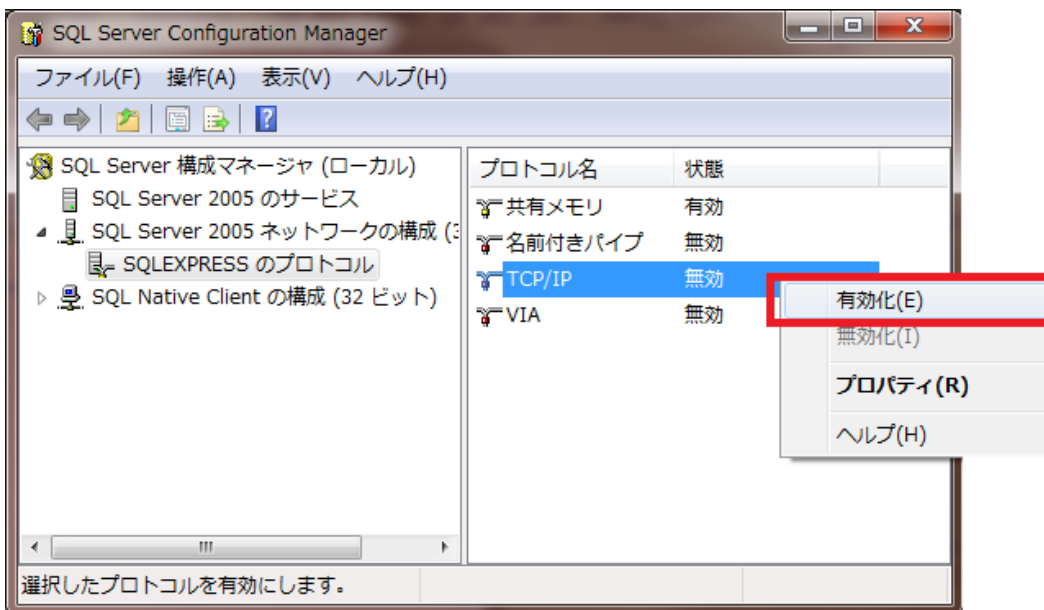 SQL Server Configuration Manager
ファイル(F) 操作(A) 表示(V) ヘルプ(H)
SQL Server 構成マネージャ (ローカル)
SQL Server 2005 のサービス
SQL Server 2005 ネットワークの構成 (3
SQLEXPRESS のプロトコル
SQL Native Client の構成 (32 ビット)
プロトコル名 状態
共有メモリ 有効
名前付きパイプ 無効
TCP/IP 無効
VIA 無効
有効化(E)
無効化(I)
プロパティ(R)
ヘルプ(H)
選択したプロトコルを有効にします。